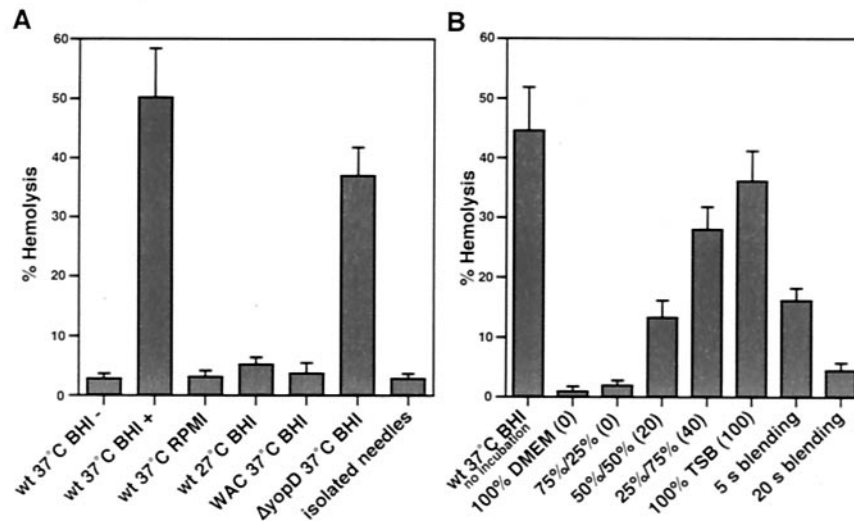 A
60
50
40
30
20
10
0
% Hemolysis
wt 37°C BHI -
wt 37°C BHI +
wt 37°C RPMI
wt 27°C BHI
WAC 37°C BHI
ΔyopD 37°C BHI
isolated needles
B
60
50
40
30
20
10
0
% Hemolysis
wt 37°C BHI
no incubation
100% DMEM (0)
75%/25% (0)
50%/50% (20)
25%/75% (40)
100% TSB (100)
5 s blending
20 s blending